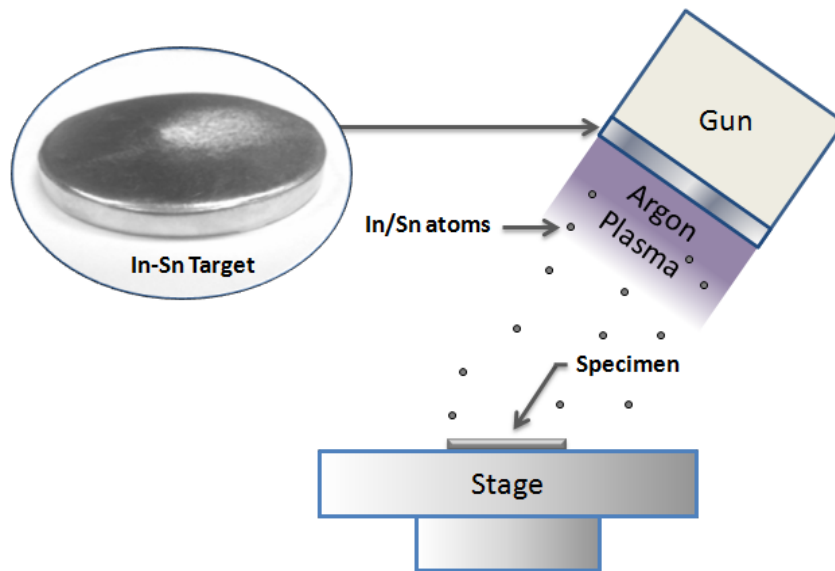 Gun
Argon
Plasma
In/Sn atoms
In-Sn Target
Specimen
Stage